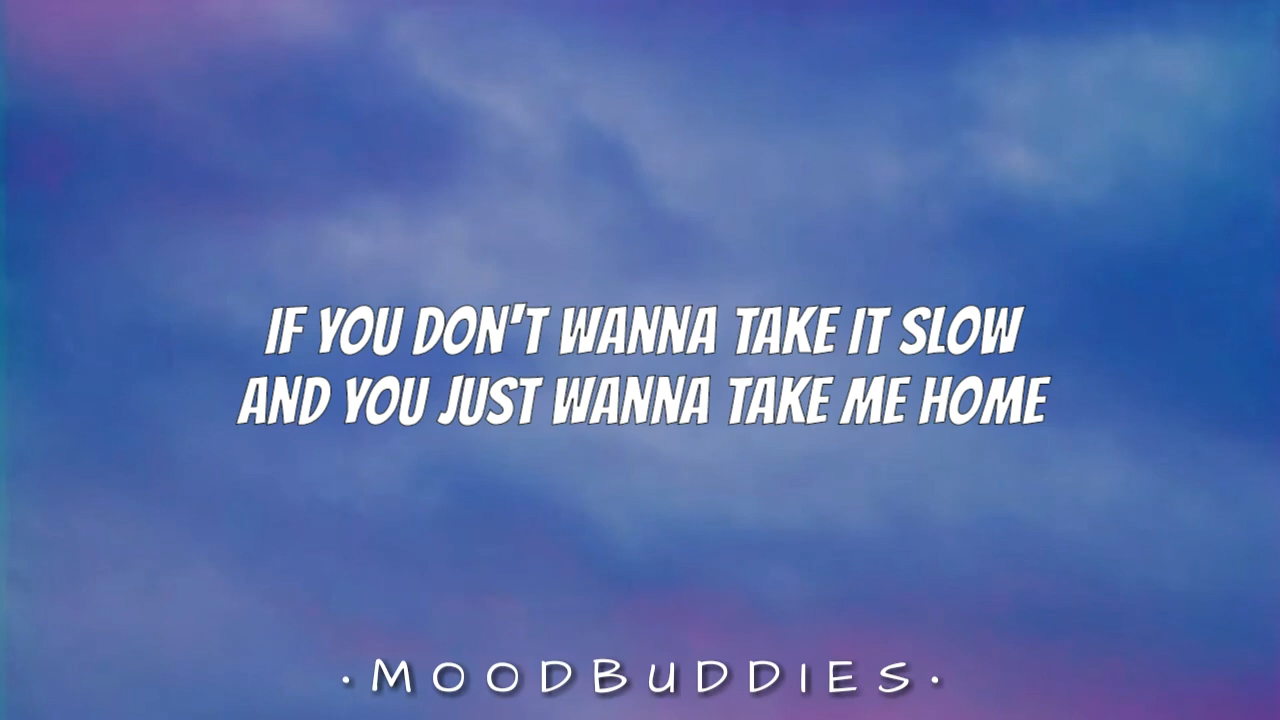 IF YOU DON'T WANNA TAKE IT SLOW
AND YOU JUST WANNA TAKE ME HOME
• MOODBUDDIES •